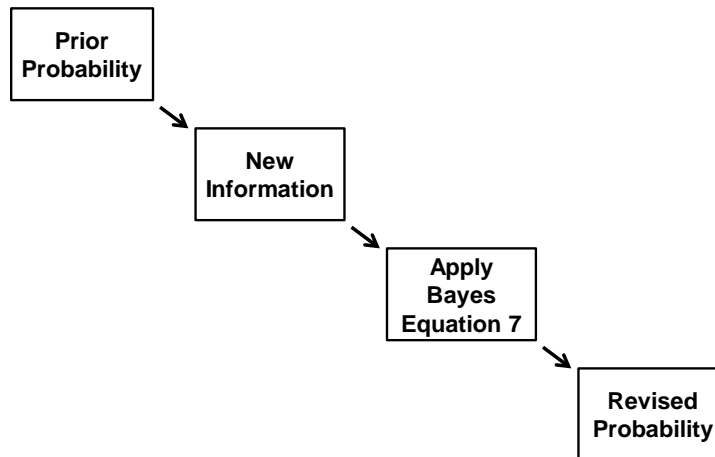 Prior
Probability
New
Information
Apply
Bayes
Equation 7
Revised
Probability